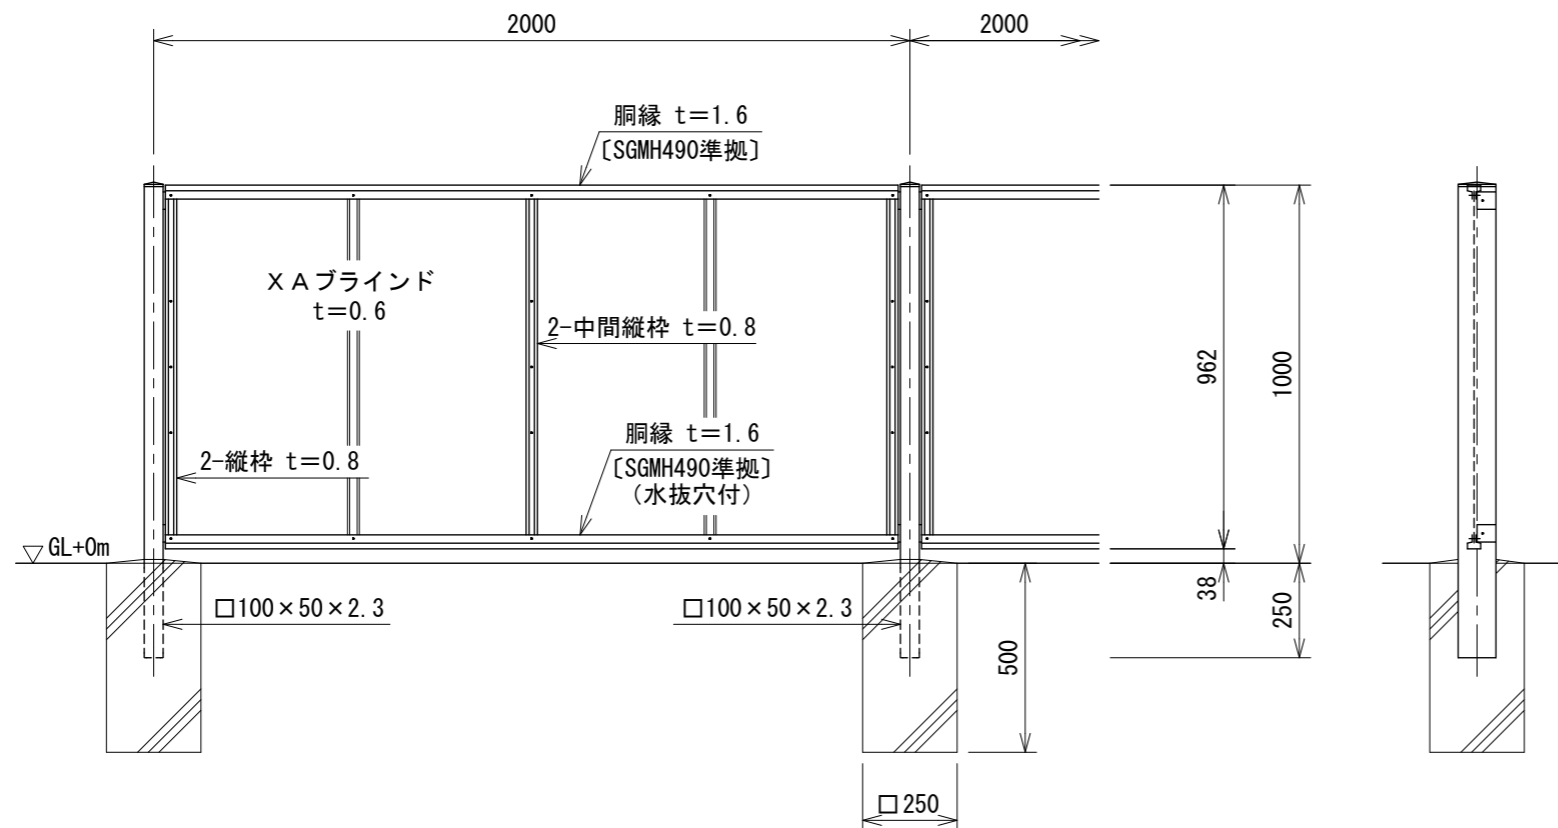 2000
2000
胴縁 t=1.6
〔SGMH490準拠〕
XAブラインド
t=0.6
2-中間縦枠 t=0.8
962
1000
胴縁 t=1.6
2-縦枠 t=0.8
〔SGMH490準拠〕
（水抜穴付）
▽GL+0m
38
□100×50×2.3
□100×50×2.3
250
500
□250